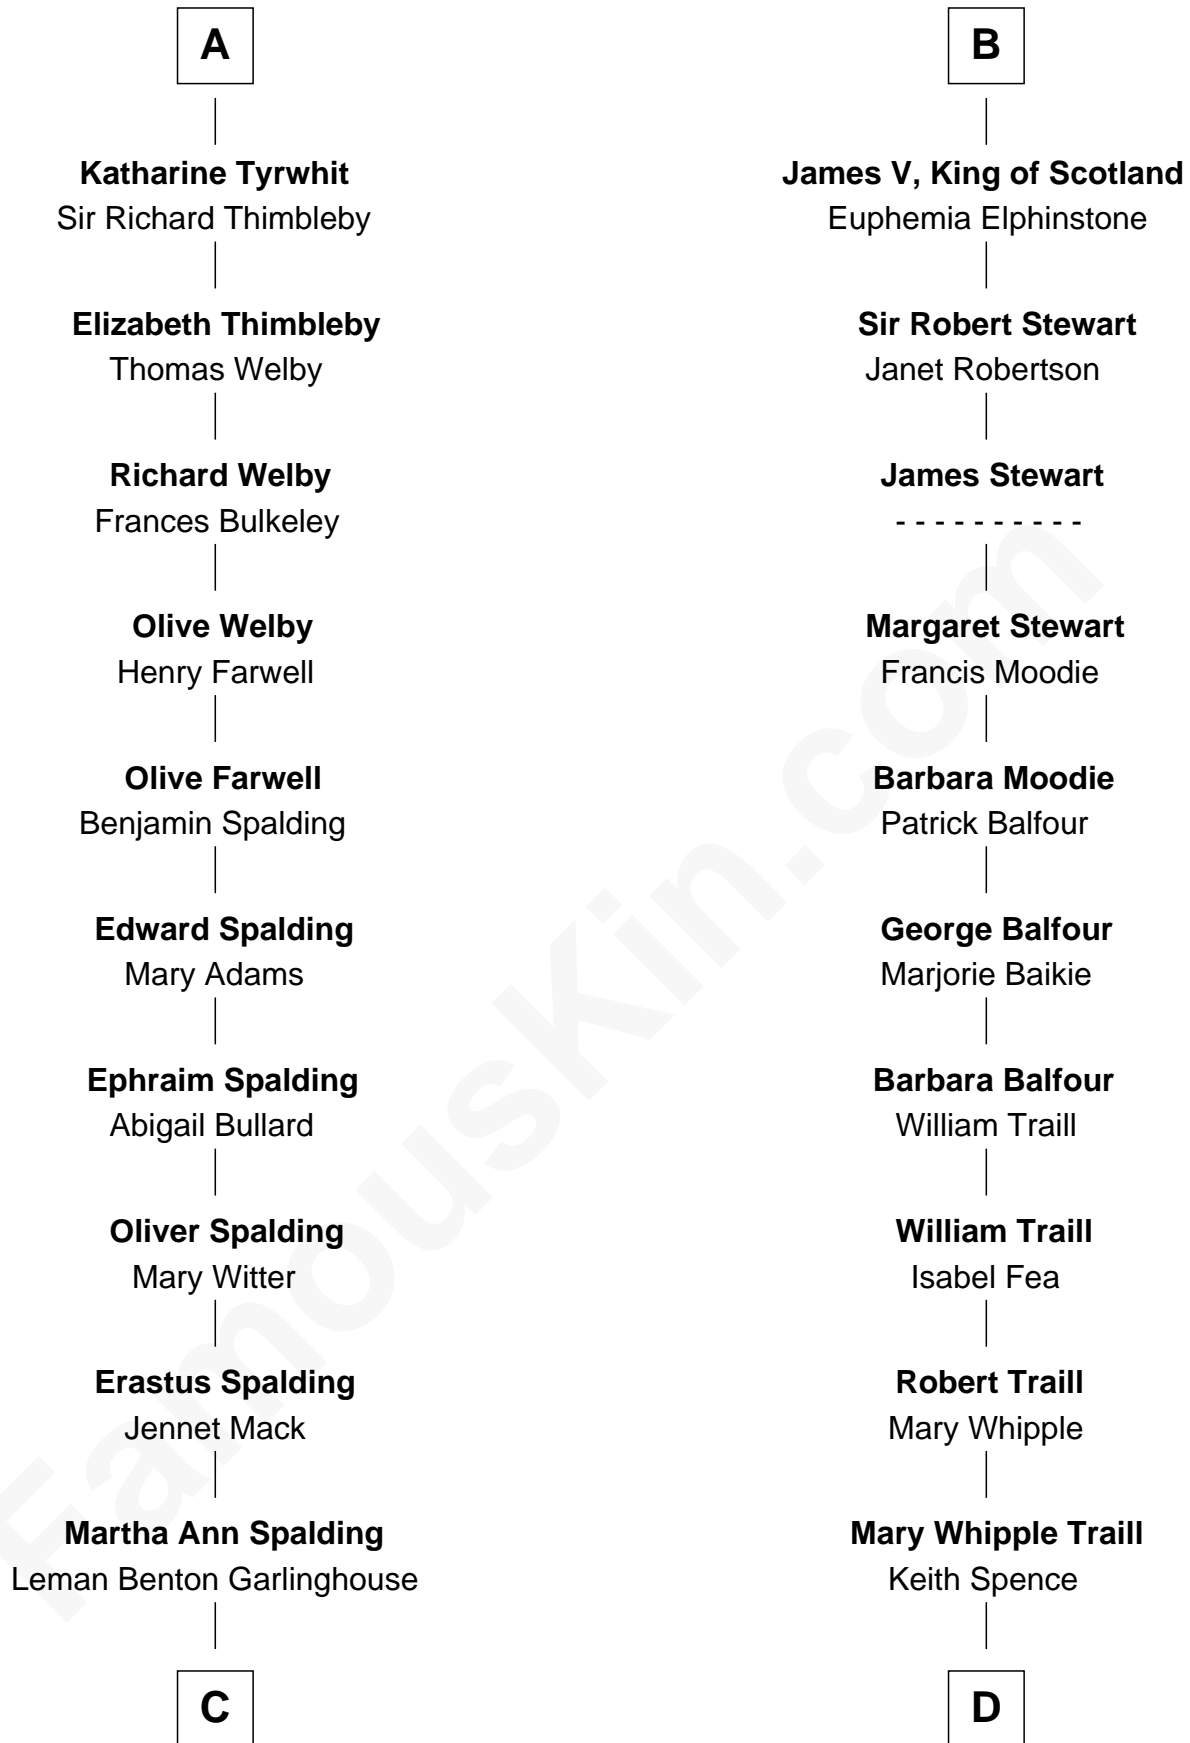 A
Katharine Tyrwhit
Sir Richard Thimbleby
Elizabeth Thimbleby
Thomas Welby
Richard Welby
Frances Bulkeley
Olive Welby
Henry Farwell
Olive Farwell
Benjamin Spalding
Edward Spalding
Mary Adams
Ephraim Spalding
Abigail Bullard
Oliver Spalding
Mary Witter
Erastus Spalding
Jennet Mack
Martha Ann Spalding
Leman Benton Garlinghouse
C
B
James V, King of Scotland
Euphemia Elphinstone
Sir Robert Stewart
Janet Robertson
James Stewart
- - - - - - - - - -
Margaret Stewart
Francis Moodie
Barbara Moodie
Patrick Balfour
George Balfour
Marjorie Baikie
Barbara Balfour
William Traill
William Traill
Isabel Fea
Robert Traill
Mary Whipple
Mary Whipple Traill
Keith Spence
D
FamousKin.com